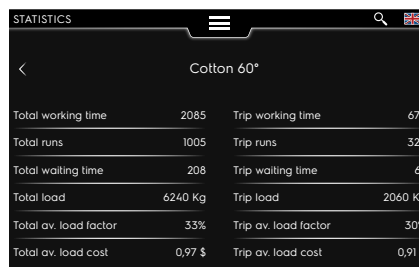 STATISTICS
Cotton 60°
Total working time 2085 Trip working time 67
Total runs 1005 Trip runs 32
Total waiting time 208 Trip waiting time
Total load 6240 Kg Trip load 2060 K
Total av. load factor 33% Trip av. load factor 30
Total av. load cost 0,97 $ Trip av. load cost 0,91